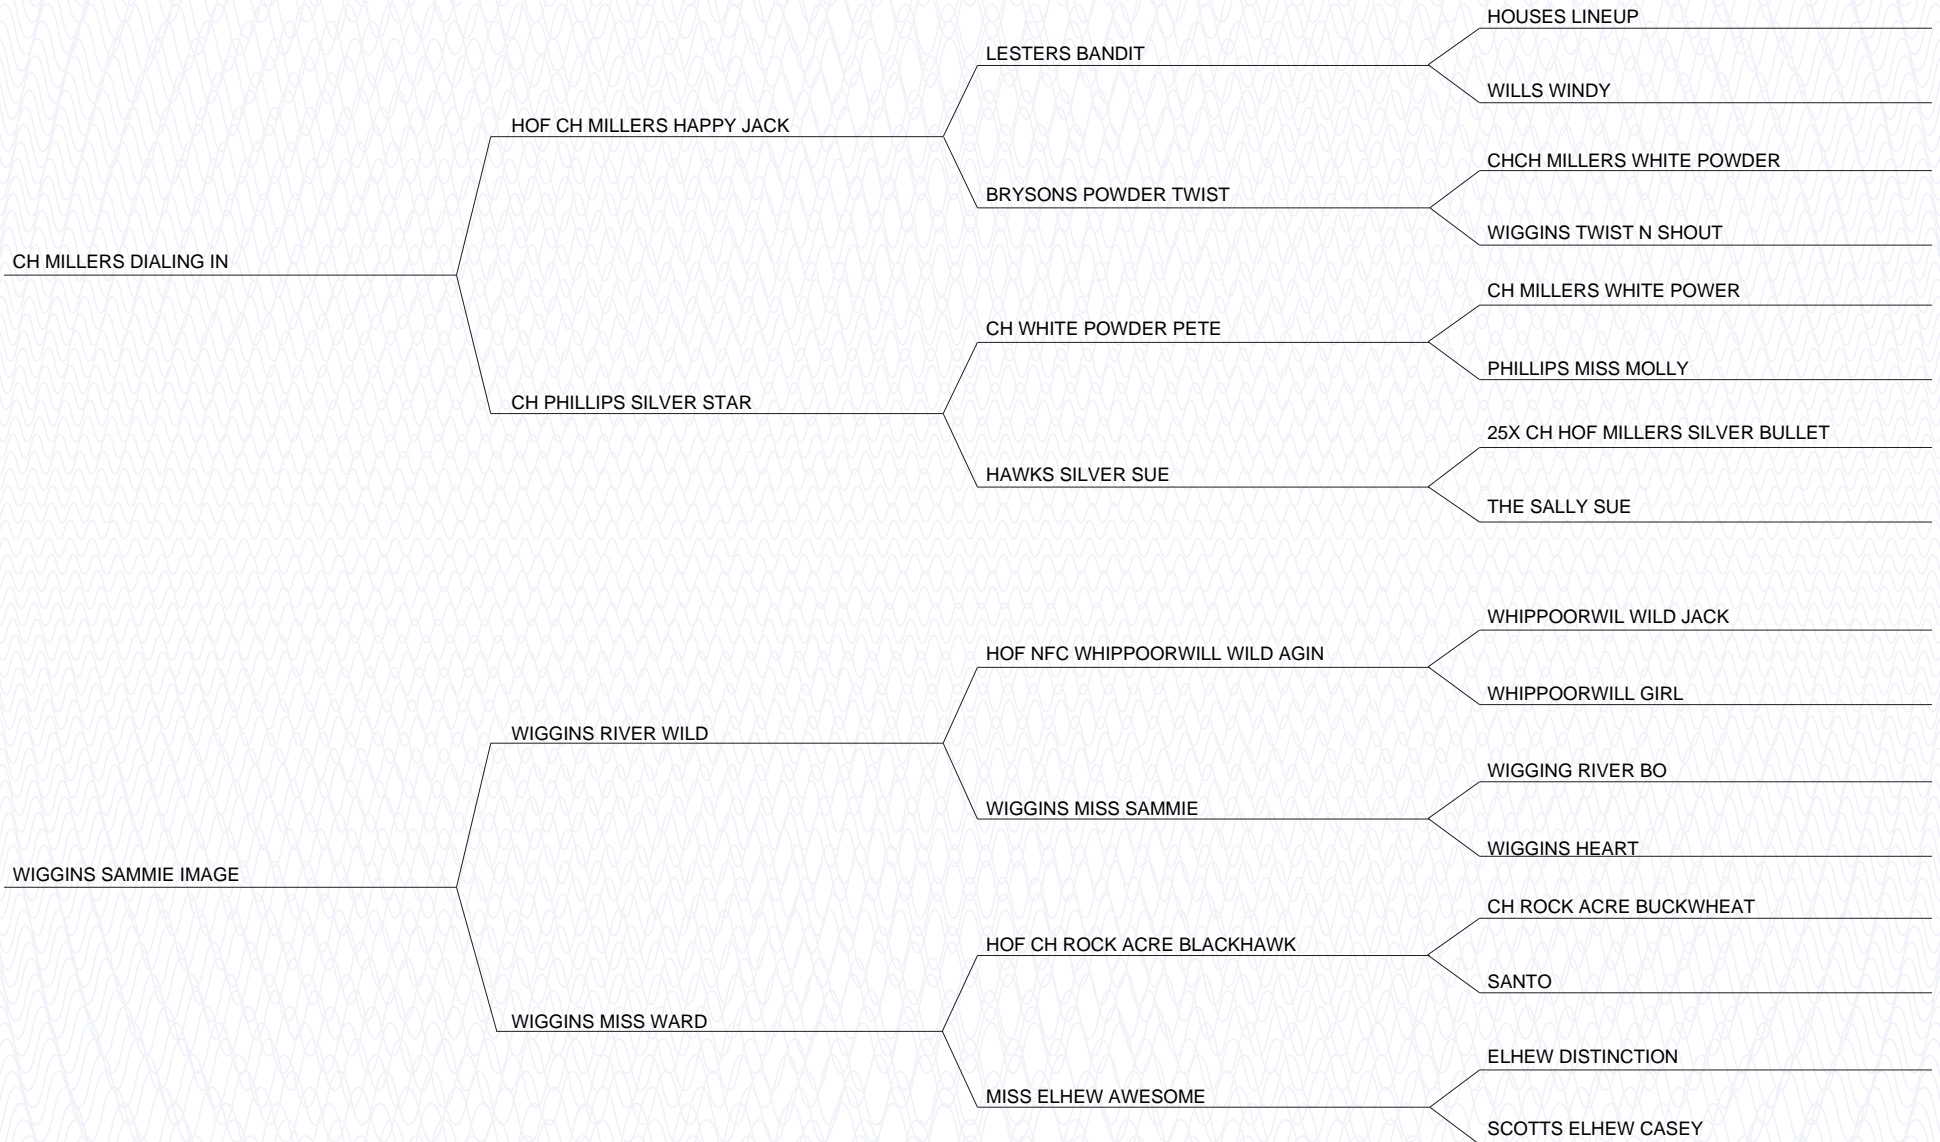 HOUSES LINEUP
LESTERS BANDIT
WILLS WINDY
HOF CH MILLERS HAPPY JACK
CHCH MILLERS WHITE POWDER
BRYSONS POWDER TWIST
WIGGINS TWIST N SHOUT
CH MILLERS DIALING IN
CH MILLERS WHITE POWER
CH WHITE POWDER PETE
PHILLIPS MISS MOLLY
CH PHILLIPS SILVER STAR
25X CH HOF MILLERS SILVER BULLET
HAWKS SILVER SUE
THE SALLY SUE
WHIPPOORWIL WILD JACK
HOF NFC WHIPPOORWILL WILD AGIN
WHIPPOORWILL GIRL
WIGGINS RIVER WILD
WIGGING RIVER BO
WIGGINS MISS SAMMIE
WIGGINS HEART
WIGGINS SAMMIE IMAGE
CH ROCK ACRE BUCKWHEAT
HOF CH ROCK ACRE BLACKHAWK
SANTO
WIGGINS MISS WARD
ELHEW DISTINCTION
MISS ELHEW AWESOME
SCOTTS ELHEW CASEY